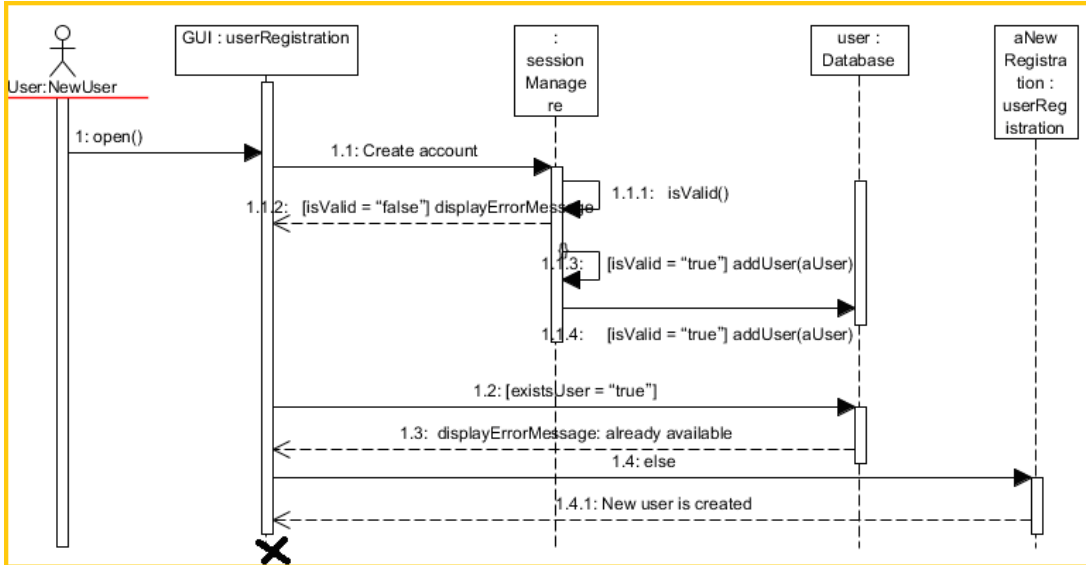 User:NewUser
GUI : userRegistration
:
session
Manage
re
user :
Database
aNew
Registra
tion :
userReg
istration
1: open()
1.1: Create account
1.1.1: isValid()
1.1.2: [isValid = “false”] displayErrorMessage
1.1.3: [isValid = “true”] addUser(aUser)
1.1.4: [isValid = “true”] addUser(aUser)
1.2: [existsUser = “true”]
1.3: displayErrorMessage: already available
1.4: else
1.4.1: New user is created